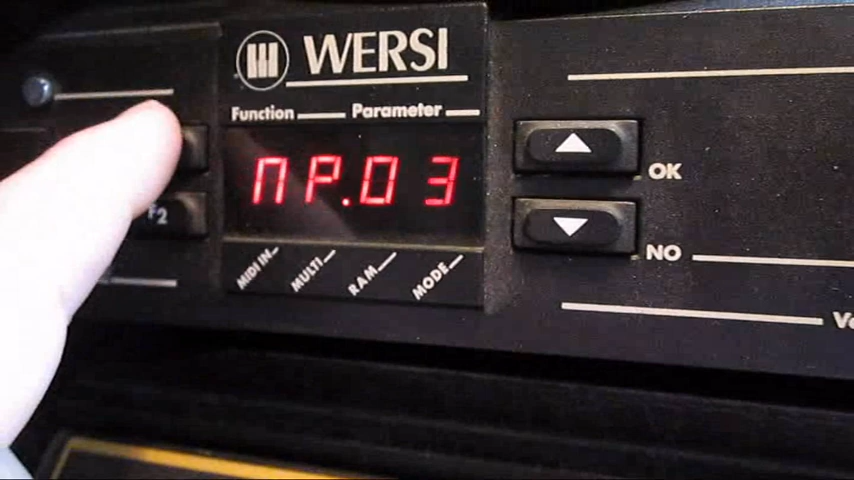 WERSI
Function Parameter
ПP.03
OK
F2
NO
MIDI IN
MULTI
RAM
MODE